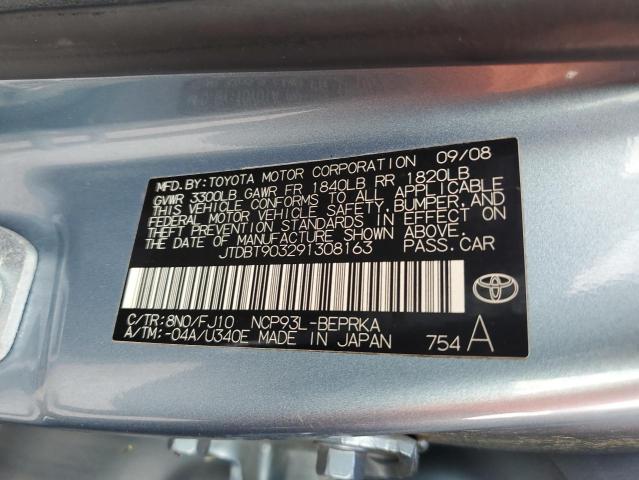 MFD. BY: TOYOTA MOTOR CORPORATION 09/08
GVWR 3300LB GAWR FR 1840LB RR 1820LB
THIS VEHICLE CONFORMS TO ALL APPLICABLE
FEDERAL MOTOR VEHICLE SAFETY, BUMPER, AND
THEFT PREVENTION STANDARDS IN EFFECT ON
THE DATE OF MANUFACTURE SHOWN ABOVE.
JTDBT903291308163 PASS. CAR
C/TR: 8N0/FJ10 NCP93L-BEPRKA
A/TM: -04A/U340E MADE IN JAPAN 754 A